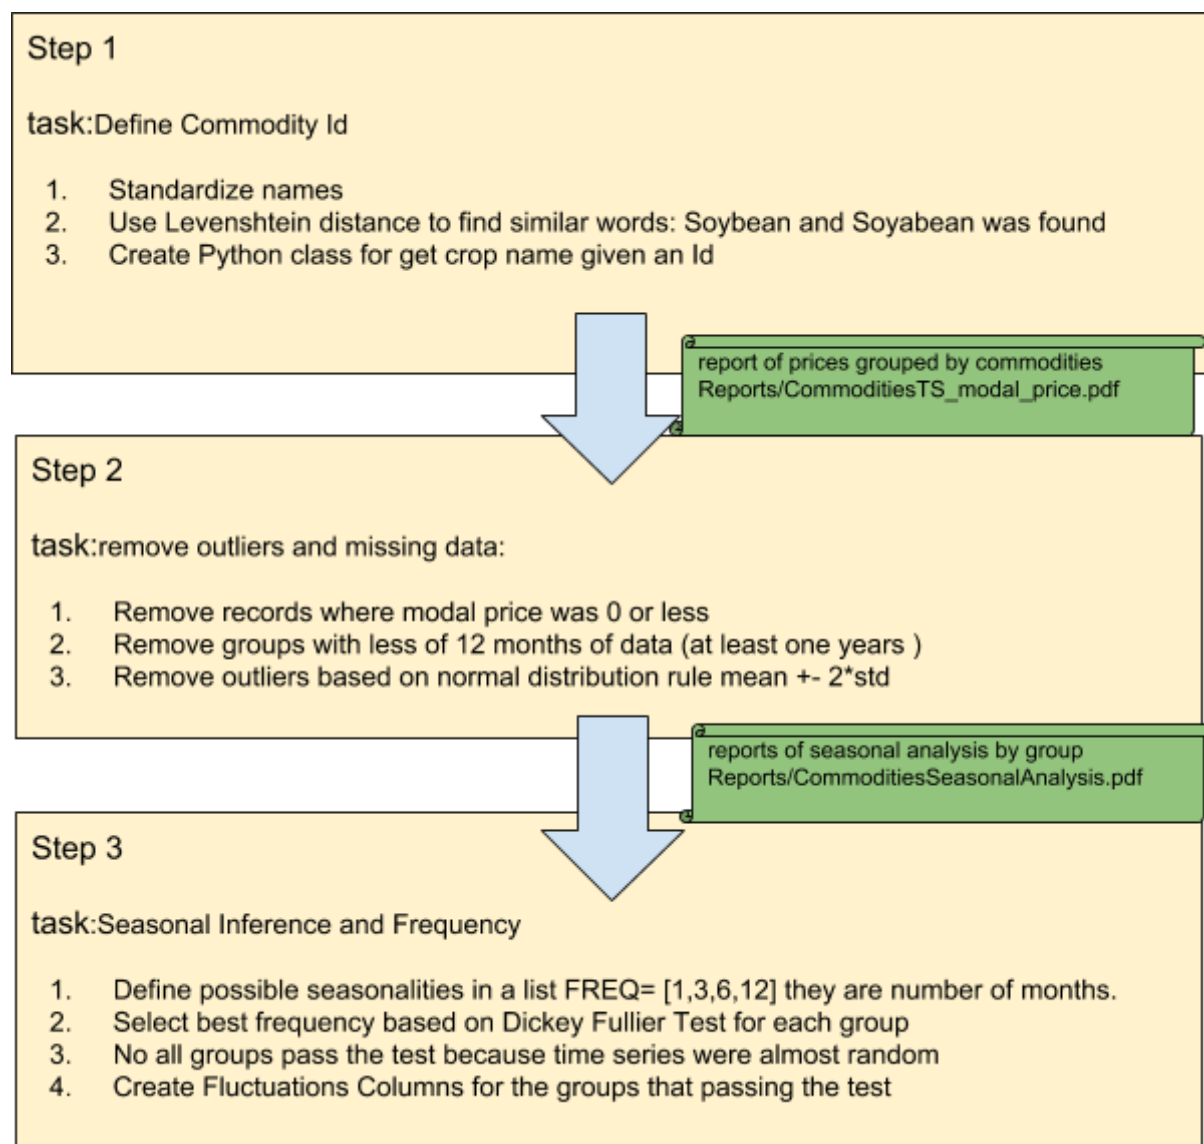 Step 1
task:Define Commodity Id
1. Standardize names
2. Use Levenshtein distance to find similar words: Soybean and Soyabean was found
3. Create Python class for get crop name given an Id
report of prices grouped by commodities
Reports/CommoditiesTS_modal_price.pdf
Step 2
task:remove outliers and missing data:
1. Remove records where modal price was 0 or less
2. Remove groups with less of 12 months of data (at least one years )
3. Remove outliers based on normal distribution rule mean +- 2*std
reports of seasonal analysis by group
Reports/CommoditiesSeasonalAnalysis.pdf
Step 3
task:Seasonal Inference and Frequency
1. Define possible seasonalities in a list FREQ= [1,3,6,12] they are number of months.
2. Select best frequency based on Dickey Fullier Test for each group
3. No all groups pass the test because time series were almost random
4. Create Fluctuations Columns for the groups that passing the test